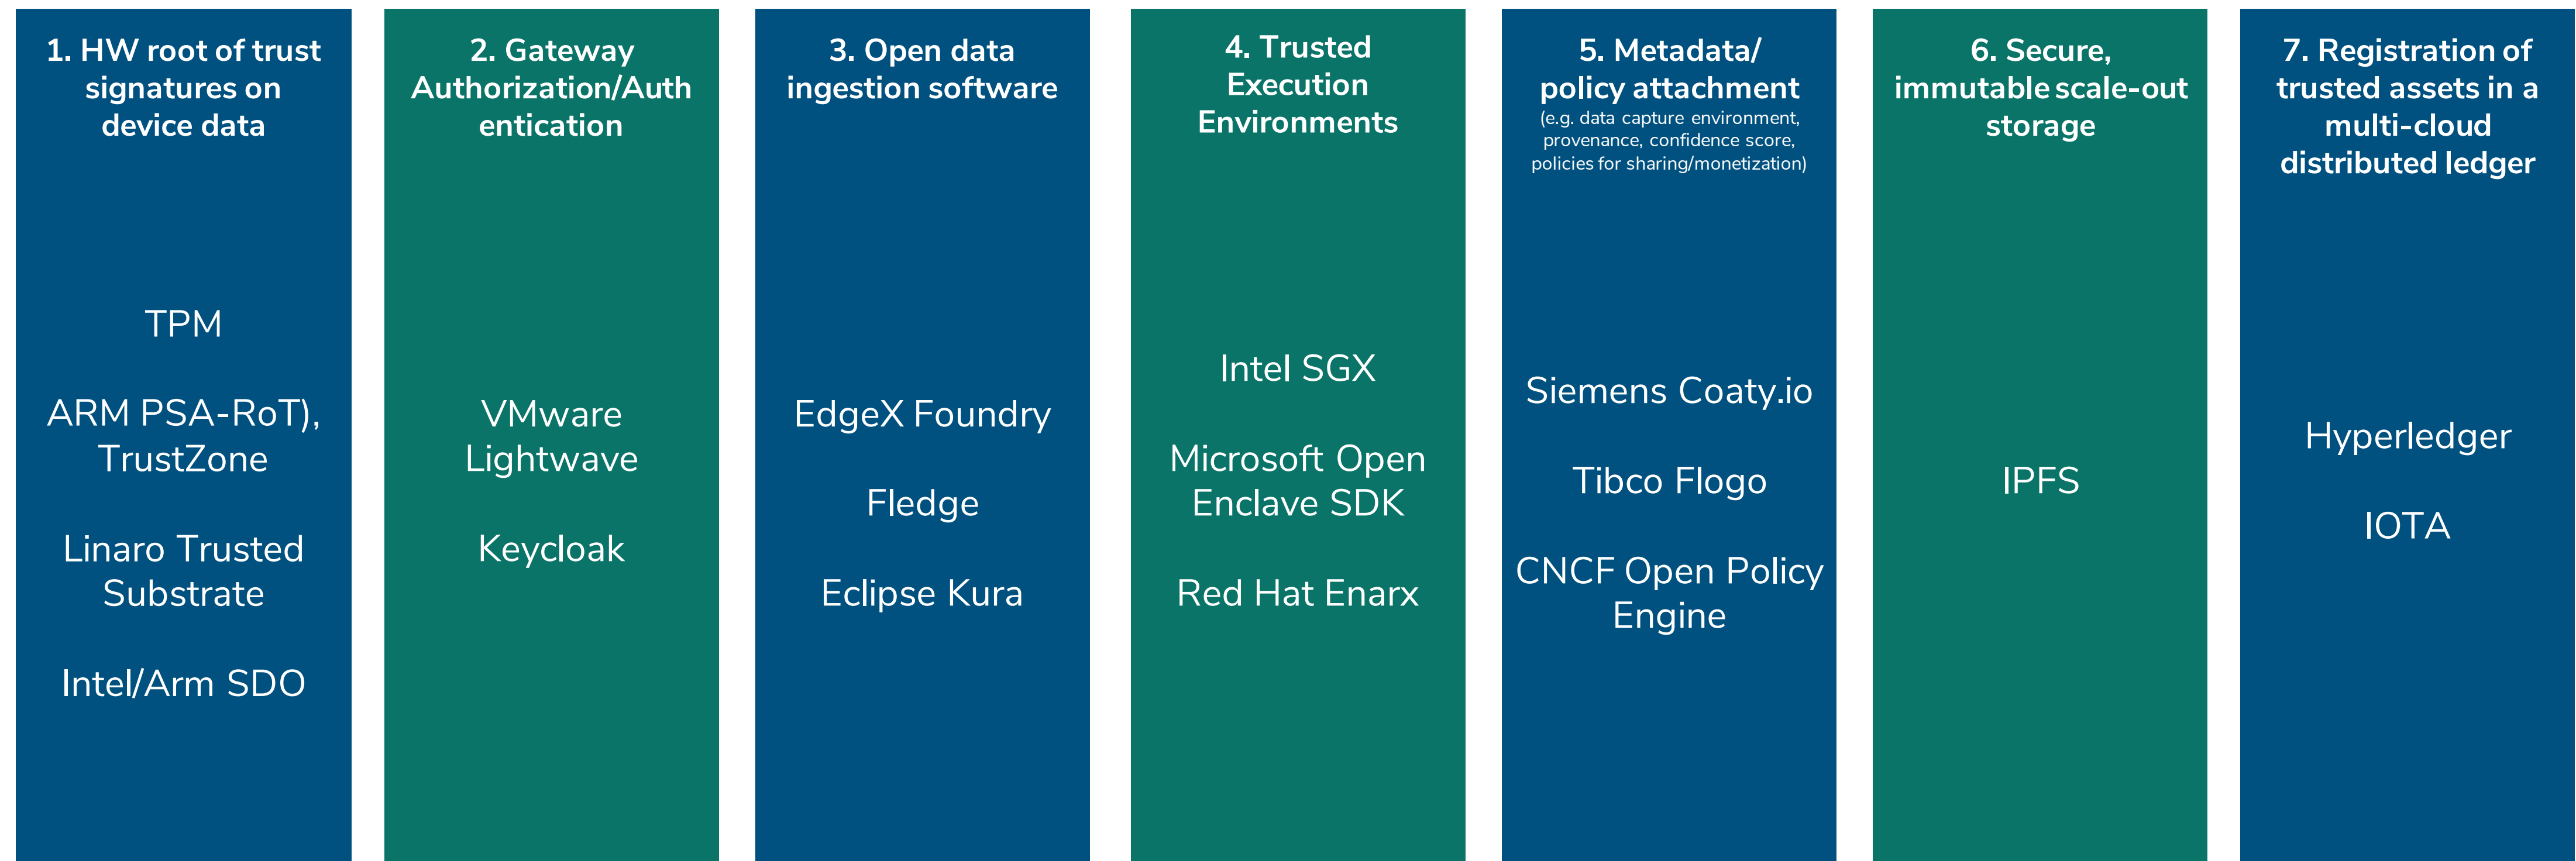 1. HW root of trust
signatures on
device data
TPM
ARM PSA-RoT),
TrustZone
Linaro Trusted
Substrate
Intel/Arm SDO
2. Gateway
Authorization/Auth
entication
VMware
Lightwave
Keycloak
3. Open data
ingestion software
EdgeX Foundry
Fledge
Eclipse Kura
4. Trusted
Execution
Environments
Intel SGX
Microsoft Open
Enclave SDK
Red Hat Enarx
5. Metadata/
policy attachment
(e.g. data capture environment,
provenance, confidence score,
policies for sharing/monetization)
Siemens Coaty.io
Tibco Flogo
CNCF Open Policy
Engine
6. Secure,
immutable scale-out
storage
IPFS
7. Registration of
trusted assets in a
multi-cloud
distributed ledger
Hyperledger
IOTA